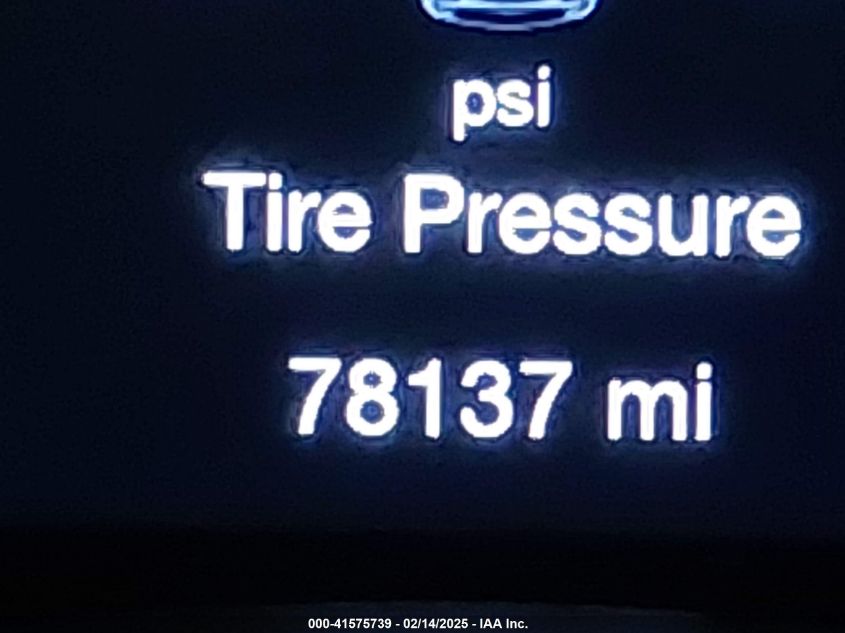 psi
Tire Pressure
78137 mi
000-41575739 - 02/14/2025 - IAA Inc.